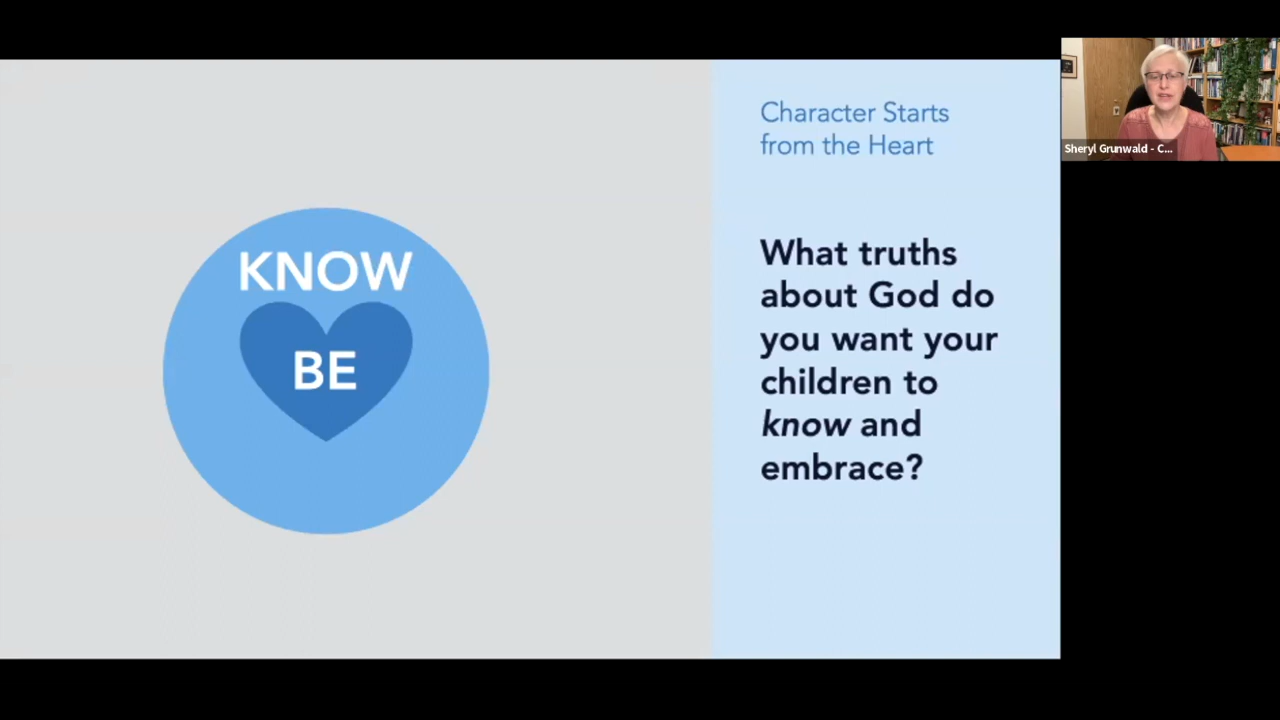 KNOW
BE
Character Starts
from the Heart
What truths
about God do
you want your
children to
know and
embrace?
Sheryl Grunwald - C...